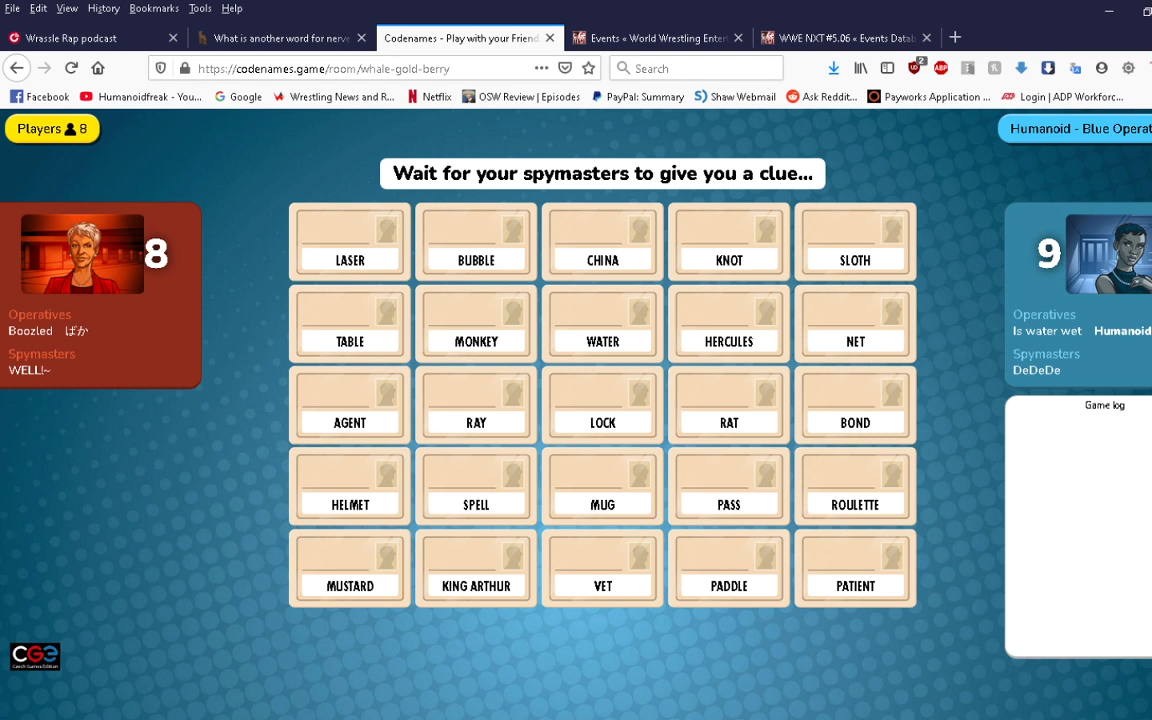 File Edit View History Bookmarks Tools Help
Wrassle Rap podcast
What is another word for nerve
Codenames - Play with your Friend
Events « World Wrestling Enter
WWE NXT #5.06 « Events Datab
https://codenames.game/room/whale-gold-berry
Search
2
ABP
Facebook Humanoidfreak - You... Google Wrestling News and R... Netflix OSW Review | Episodes PayPal: Summary Shaw Webmail Ask Reddit... Payworks Application ... Login | ADP Workforc...
Players 8
Humanoid - Blue Operat
Wait for your spymasters to give you a clue...
8
Operatives
Boozled ばか
Spymasters
WELL!~
LASER BUBBLE CHINA KNOT SLOTH
TABLE MONKEY WATER HERCULES NET
AGENT RAY LOCK RAT BOND
HELMET SPELL MUG PASS ROULETTE
MUSTARD KING ARTHUR VET PADDLE PATIENT
9
Operatives
Is water wet Humanoid
Spymasters
DeDeDe
Game log
CGE
Czech Games Edition